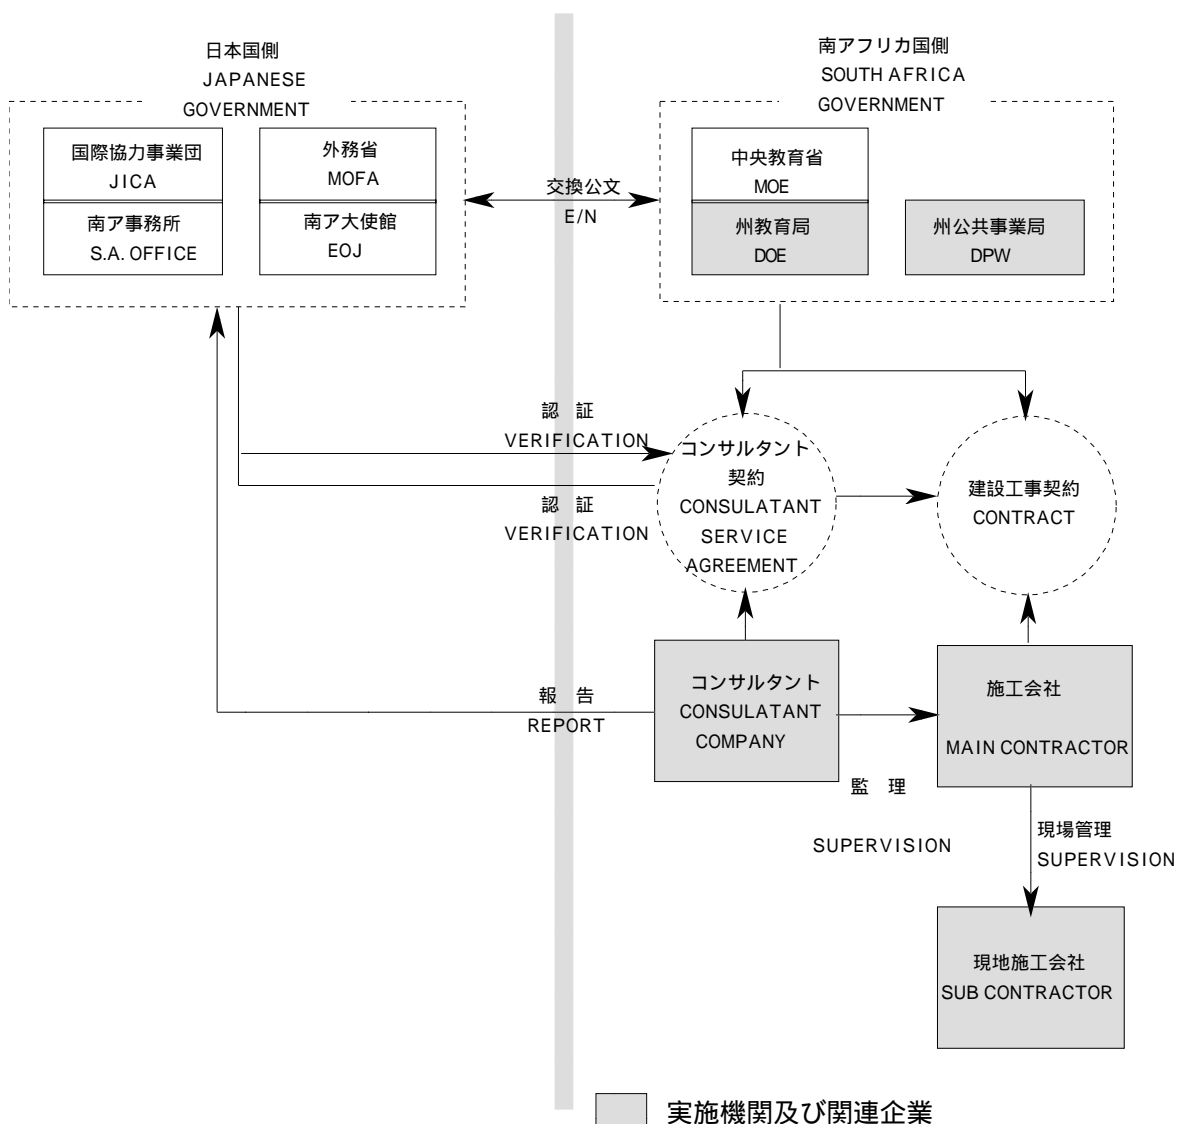 日本国側
JAPANESE
GOVERNMENT
国際協力事業団
JICA
南ア事務所
S.A. OFFICE
外務省
MOFA
南ア大使館
EOJ
交換公文
E/N
南アフリカ国側
SOUTH AFRICA
GOVERNMENT
中央教育省
MOE
州教育局
DOE
州公共事業局
DPW
認 証
VERIFICATION
認 証
VERIFICATION
コンサルタント
契約
CONSULATANT
SERVICE
AGREEMENT
建設工事契約
CONTRACT
報 告
REPORT
コンサルタント
CONSULATANT
COMPANY
監 理
SUPERVISION
施工会社
MAIN CONTRACTOR
現場管理
SUPERVISION
現地施工会社
SUB CONTRACTOR
実施機関及び関連企業